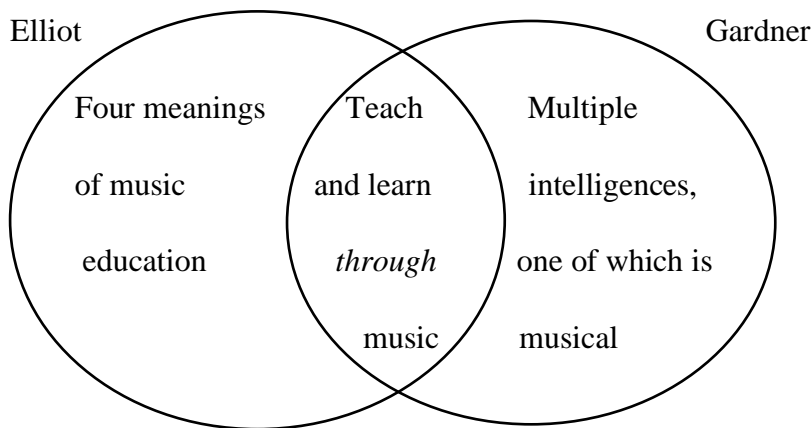 Elliot
Gardner
Four meanings
of music
education
Teach
and learn
through
music
Multiple
intelligences,
one of which is
musical